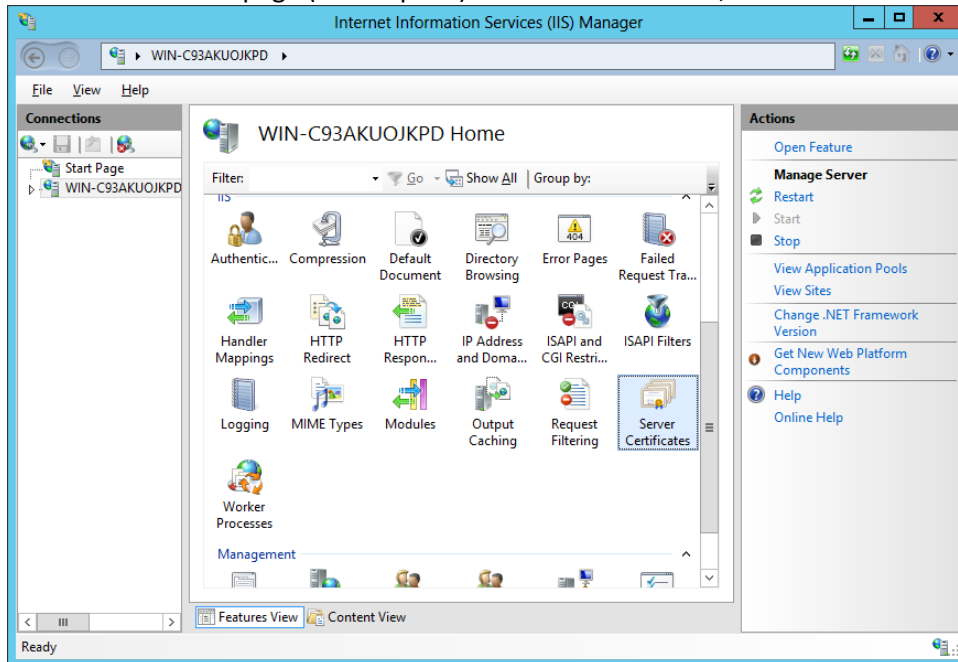 Internet Information Services (IIS) Manager
WIN-C93AKUOJKPD
File View Help
Connections
Start Page
WIN-C93AKUOJKPD
WIN-C93AKUOJKPD Home
Filter: Go Show All Group by:
IIS
Authentic... Compression Default Document Directory Browsing Error Pages Failed Request Tra...
Handler Mappings HTTP Redirect HTTP Respon... IP Address and Doma... ISAPI and CGI Restri... ISAPI Filters
Logging MIME Types Modules Output Caching Request Filtering Server Certificates
Worker Processes
Management
Features View Content View
Ready
Actions
Open Feature
Manage Server
Restart
Start
Stop
View Application Pools
View Sites
Change .NET Framework
Version
Get New Web Platform
Components
Help
Online Help